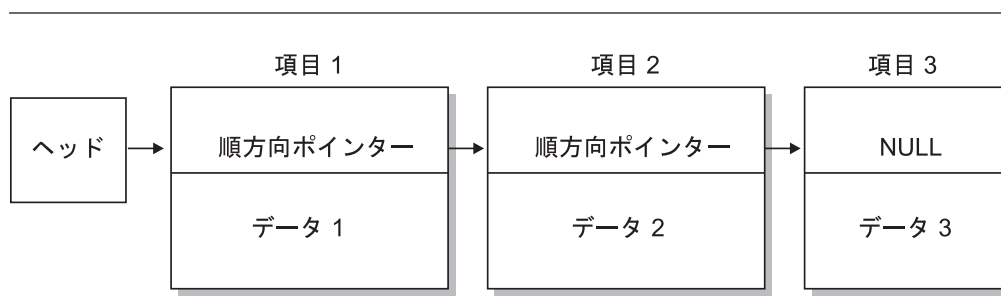 項目 1
項目 2
項目 3
ヘッド
順方向ポインター
順方向ポインター
NULL
データ 1
データ 2
データ 3